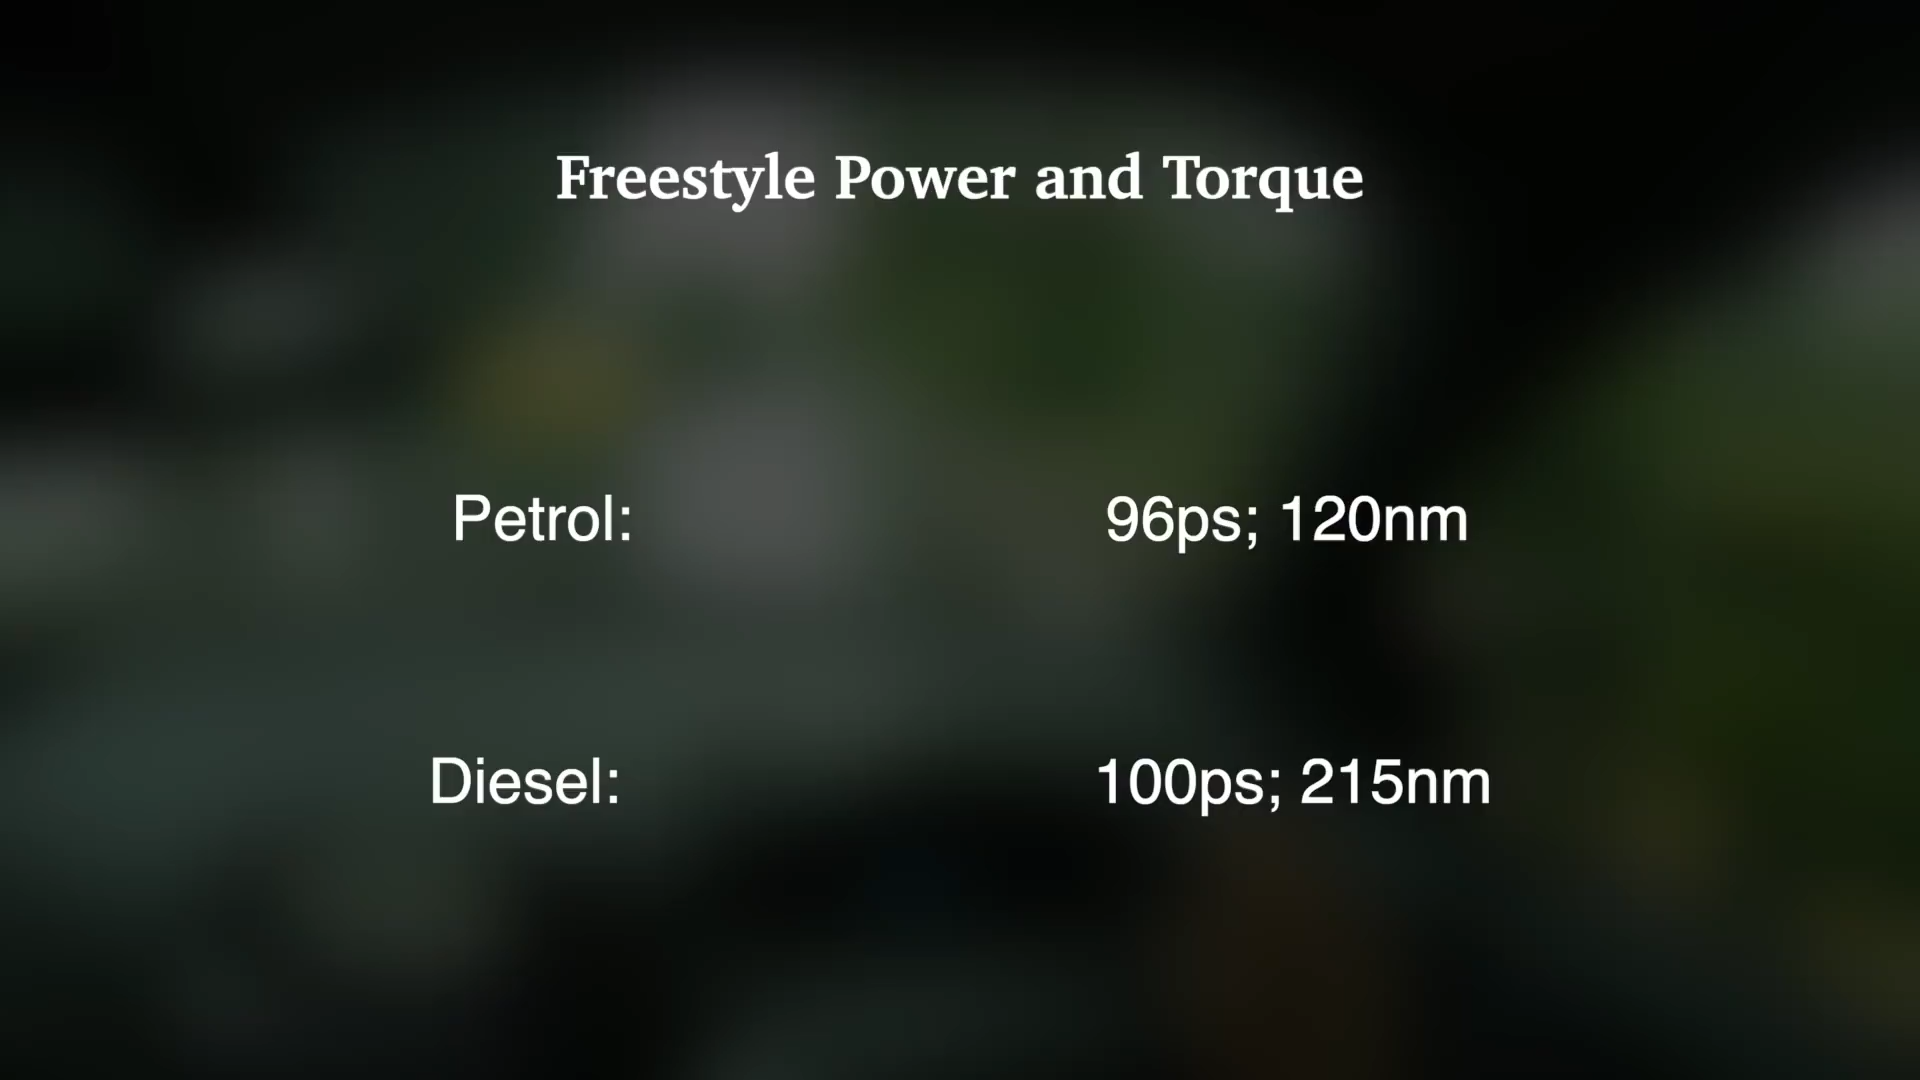 Freestyle Power and Torque
Petrol: 96ps; 120nm
Diesel: 100ps; 215nm